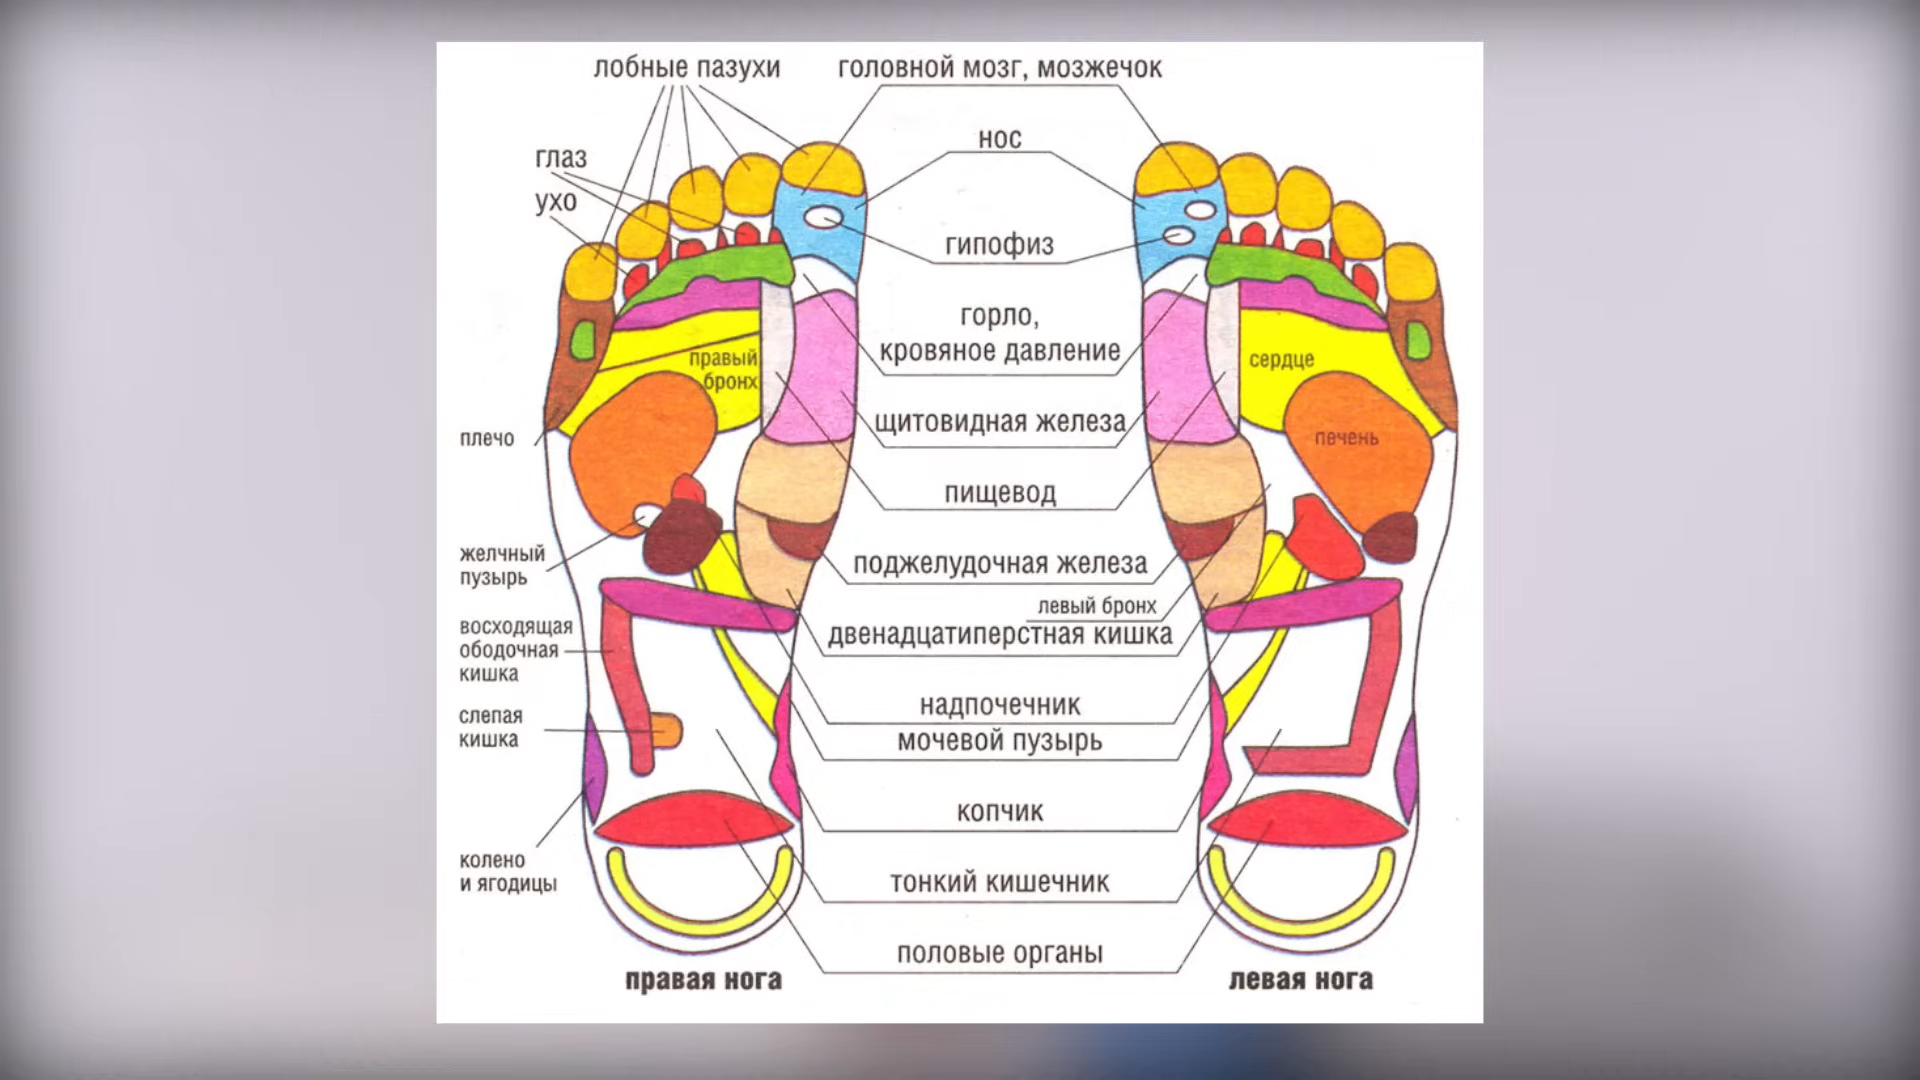 лобные пазухи
головной мозг, мозжечок
нос
глаз
ухо
гипофиз
горло,
кровяное давление
правый
бронх
сердце
щитовидная железа
плечо
печень
пищевод
желчный
пузырь
поджелудочная железа
левый бронх
двенадцатиперстная кишка
восходящая
ободочная
кишка
надпочечник
слепая
кишка
мочевой пузырь
копчик
колено
и ягодицы
тонкий кишечник
половые органы
правая нога
левая нога